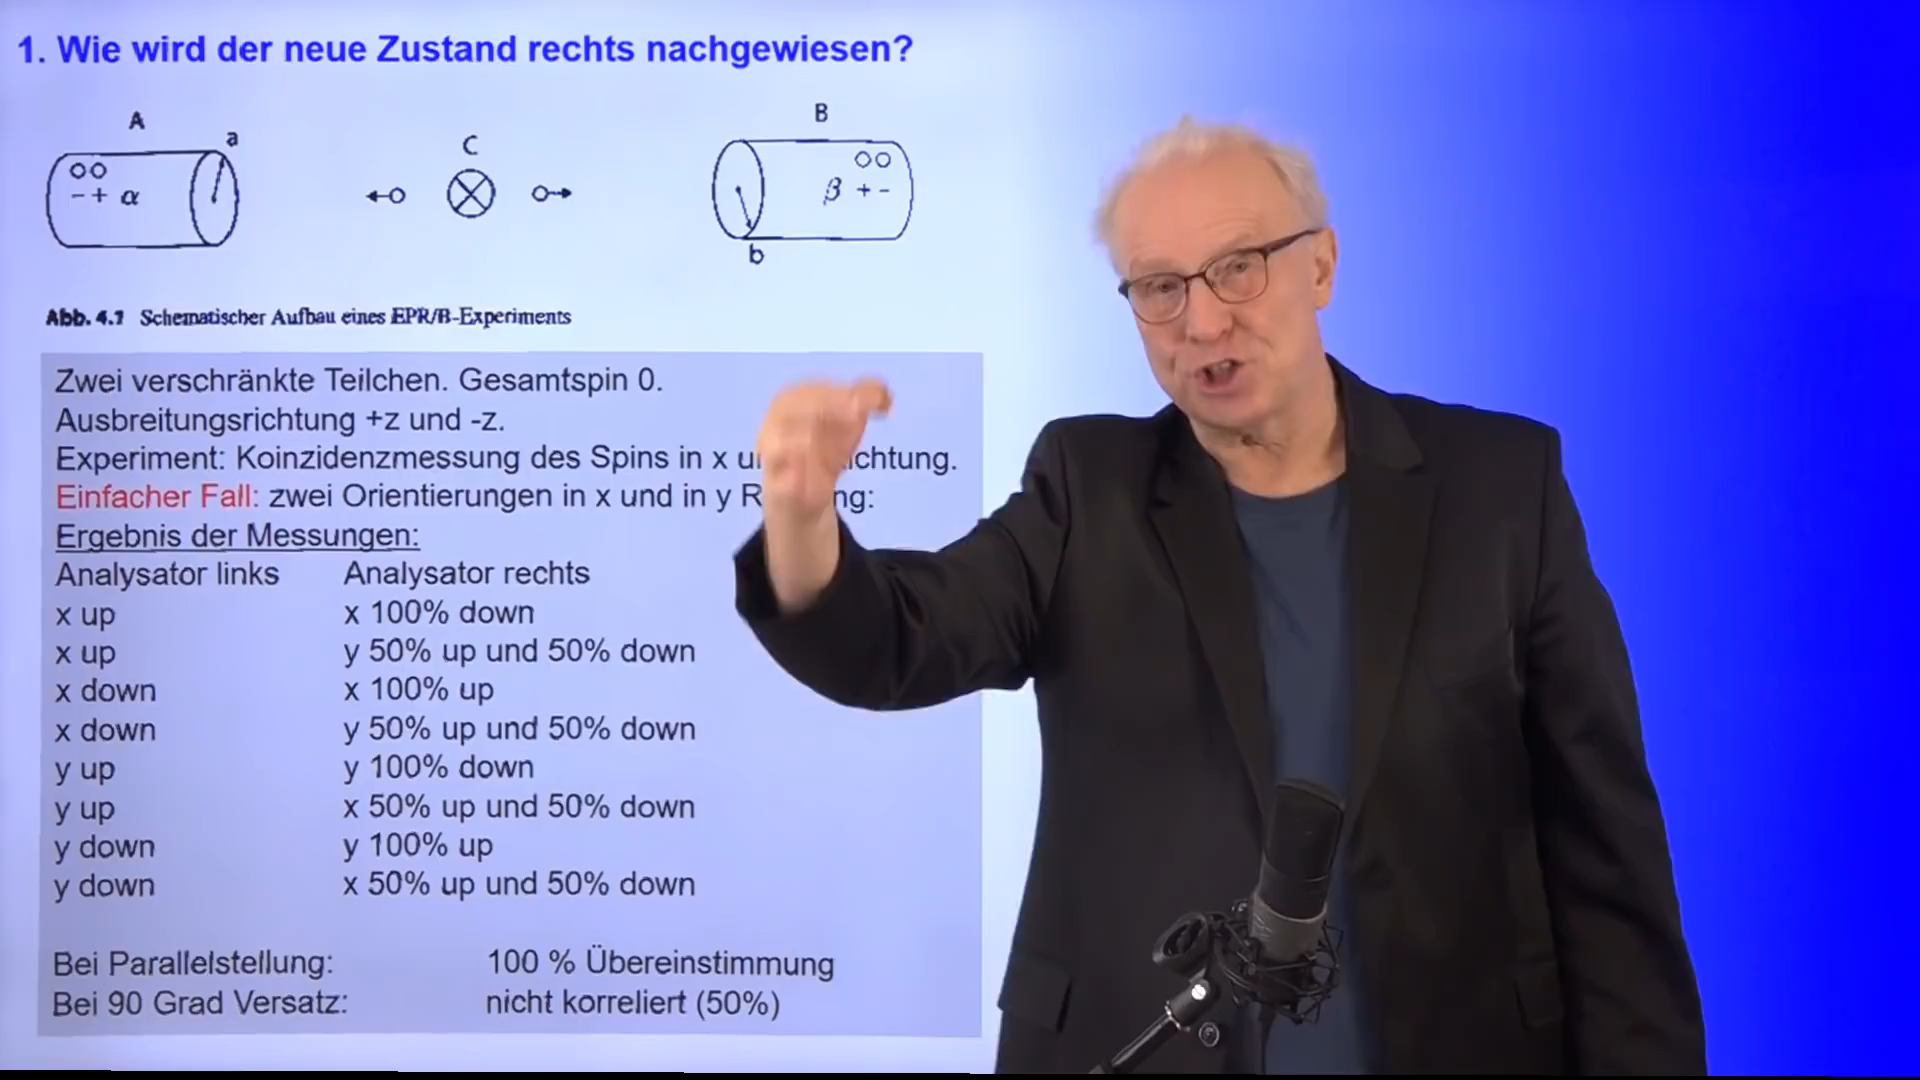 1. Wie wird der neue Zustand rechts nachgewiesen?
A
a
C
B
- + α
β + -
b
Abb. 4.1 Schematischer Aufbau eines EPR/B-Experiments
Zwei verschränkte Teilchen. Gesamtspin 0.
Ausbreitungsrichtung +z und -z.
Experiment: Koinzidenzmessung des Spins in x
Einfacher Fall: zwei Orientierungen in x und in y
Ergebnis der Messungen:
Analysator links Analysator rechts
x up x 100% down
x up y 50% up und 50% down
x down x 100% up
x down y 50% up und 50% down
y up y 100% down
y up x 50% up und 50% down
y down y 100% up
y down x 50% up und 50% down
Bei Parallelstellung: 100 % Übereinstimmung
Bei 90 Grad Versatz: nicht korreliert (50%)